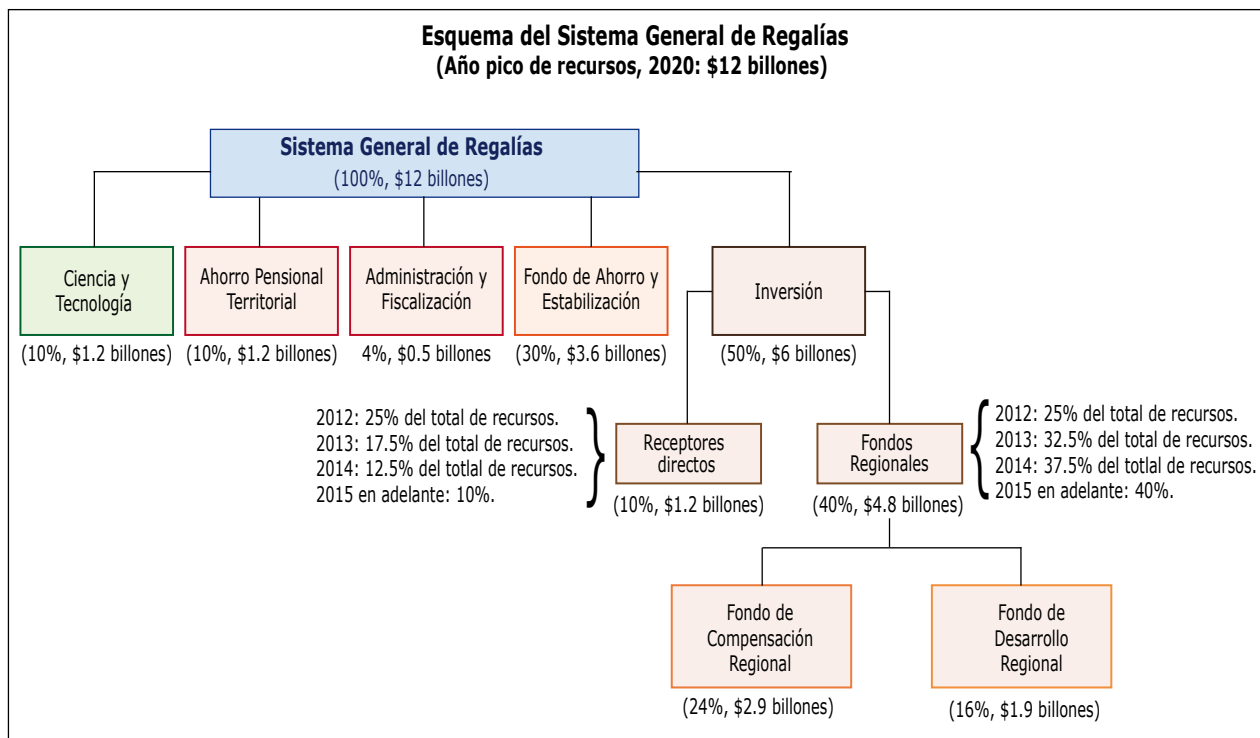 Esquema del Sistema General de Regalías
(Año pico de recursos, 2020: $12 billones)
Sistema General de Regalías
(100%, $12 billones)
Ciencia y
Tecnología
(10%, $1.2 billones)
Ahorro Pensional
Territorial
(10%, $1.2 billones)
Administración y
Fiscalización
4%, $0.5 billones
Fondo de Ahorro y
Estabilización
(30%, $3.6 billones)
Inversión
(50%, $6 billones)
2012: 25% del total de recursos.
2013: 17.5% del total de recursos.
2014: 12.5% del totlal de recursos.
2015 en adelante: 10%.
Receptores
directos
(10%, $1.2 billones)
Fondos
Regionales
(40%, $4.8 billones)
2012: 25% del total de recursos.
2013: 32.5% del total de recursos.
2014: 37.5% del totlal de recursos.
2015 en adelante: 40%.
Fondo de
Compensación
Regional
(24%, $2.9 billones)
Fondo de
Desarrollo
Regional
(16%, $1.9 billones)